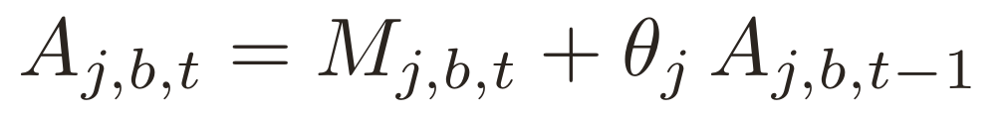 A_{j,b,t} = M_{j,b,t} + θ_j A_{j,b,t−1}